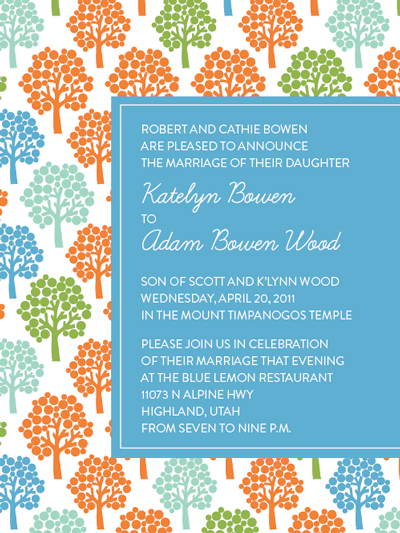 ROBERT AND CATHIE BOWEN
ARE PLEASED TO ANNOUNCE
THE MARRIAGE OF THEIR DAUGHTER
Katelyn Bowen
TO
Adam Bowen Wood
SON OF SCOTT AND K'LYNN WOOD
WEDNESDAY, APRIL 20, 2011
IN THE MOUNT TIMPANOGOS TEMPLE
PLEASE JOIN US IN CELEBRATION
OF THEIR MARRIAGE THAT EVENING
AT THE BLUE LEMON RESTAURANT
11073 N ALPINE HWY
HIGHLAND, UTAH
FROM SEVEN TO NINE P.M.